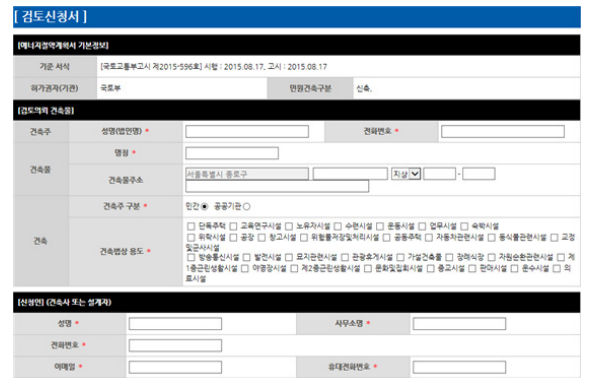 [ 검토신청서 ]
[에너지절약계획서 기본정보]
기준 서식 [국토교통부고시 제2015-596호] 시행 : 2015.08.17, 고시 : 2015.08.17
허가권자(기관) 국토부 민원건축구분 신축,
[검토의뢰 건축물]
건축주 성명(법인명) * 전화번호 *
건축물 명칭 *
건축물주소 서울특별시 종로구 지상 -
건축 건축주 구분 * 민간 공공기관
건축법상 용도 * 단독주택 교육연구시설 노유자시설 수련시설 운동시설 업무시설 숙박시설
위락시설 공장 창고시설 위험물저장및처리시설 공동주택 자동차관련시설 동식물관련시설 교정
및군사시설
방송통신시설 발전시설 묘지관련시설 관광휴게시설 가설건축물 장례식장 자원순환관련시설 제
1종근린생활시설 야영장시설 제2종근린생활시설 문화및집회시설 종교시설 판매시설 운수시설 의
료시설
[신청인] (건축사 또는 설계자)
성명 * 사무소명 *
전화번호 *
이메일 * 휴대전화번호 *